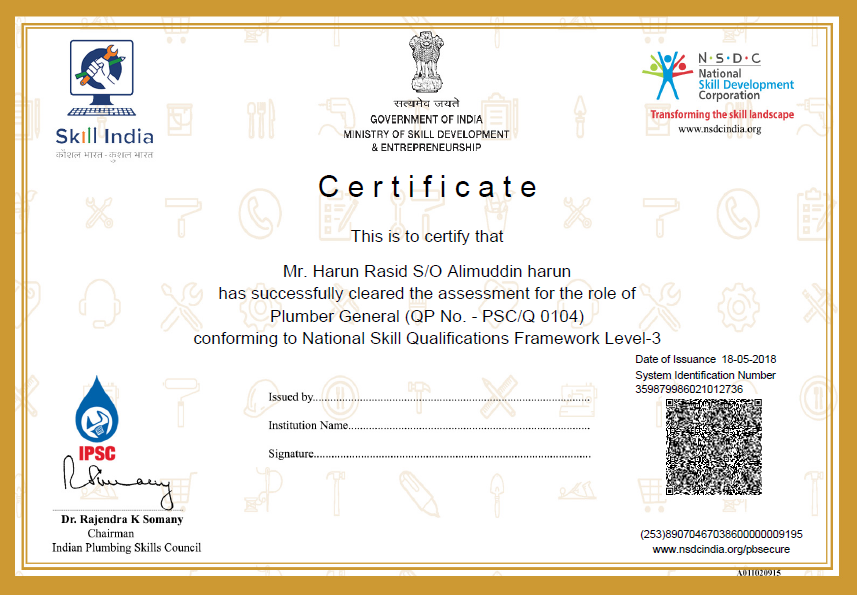 Skill India
कौशल भारत - कुशल भारत
सत्यमेव जयते
GOVERNMENT OF INDIA
MINISTRY OF SKILL DEVELOPMENT
& ENTREPRENEURSHIP
N·S·D·C
National
Skill Development
Corporation
Transforming the skill landscape
www.nsdcindia.org
Certificate
This is to certify that
Mr. Harun Rasid S/O Alimuddin harun
has successfully cleared the assessment for the role of
Plumber General (QP No. - PSC/Q 0104)
conforming to National Skill Qualifications Framework Level-3
Date of Issuance 18-05-2018
System Identification Number
359879986021012736
Issued by
Institution Name
Signature
IPSC
Dr. Rajendra K Somany
Chairman
Indian Plumbing Skills Council
(253)89070467038600000009195
www.nsdcindia.org/pbsecure
A011020915